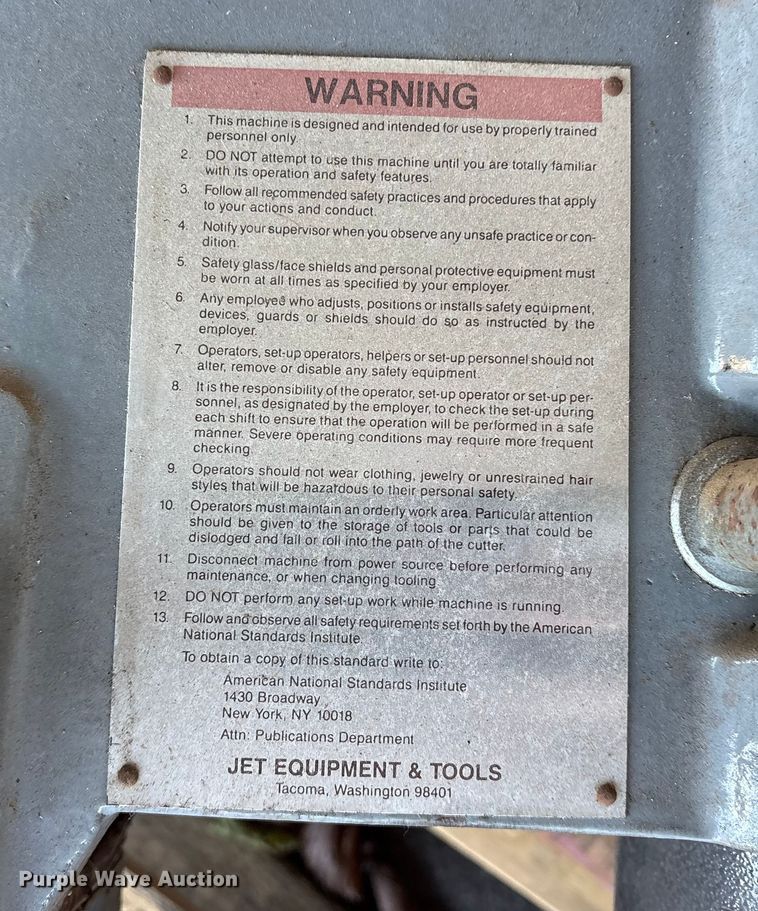 WARNING
1. This machine is designed and intended for use by properly trained
personnel only.
2. DO NOT attempt to use this machine until you are totally familiar
with its operation and safety features.
3. Follow all recommended safety practices and procedures that apply
to your actions and conduct.
4. Notify your supervisor when you observe any unsafe practice or con-
dition.
5. Safety glass/face shields and personal protective equipment must
be worn at all times as specified by your employer.
6. Any employee who adjusts, positions or installs safety equipment,
devices, guards or shields should do so as instructed by the
employer.
7. Operators, set-up operators, helpers or set-up personnel should not
alter, remove or disable any safety equipment.
8. It is the responsibility of the operator, set-up operator or set-up per-
sonnel, as designated by the employer, to check the set-up during
each shift to ensure that the operation will be performed in a safe
manner. Severe operating conditions may require more frequent
checking.
9. Operators should not wear clothing, jewelry or unrestrained hair
styles that will be hazardous to their personal safety.
10. Operators must maintain an orderly work area. Particular attention
should be given to the storage of tools or parts that could be
dislodged and fall or roll into the path of the cutter.
11. Disconnect machine from power source before performing any
maintenance, or when changing tooling.
12. DO NOT perform any set-up work while machine is running.
13. Follow and observe all safety requirements set forth by the American
National Standards Institute.
To obtain a copy of this standard write to:
American National Standards Institute
1430 Broadway
New York, NY 10018
Attn: Publications Department
JET EQUIPMENT & TOOLS
Tacoma, Washington 98401
Purple Wave Auction